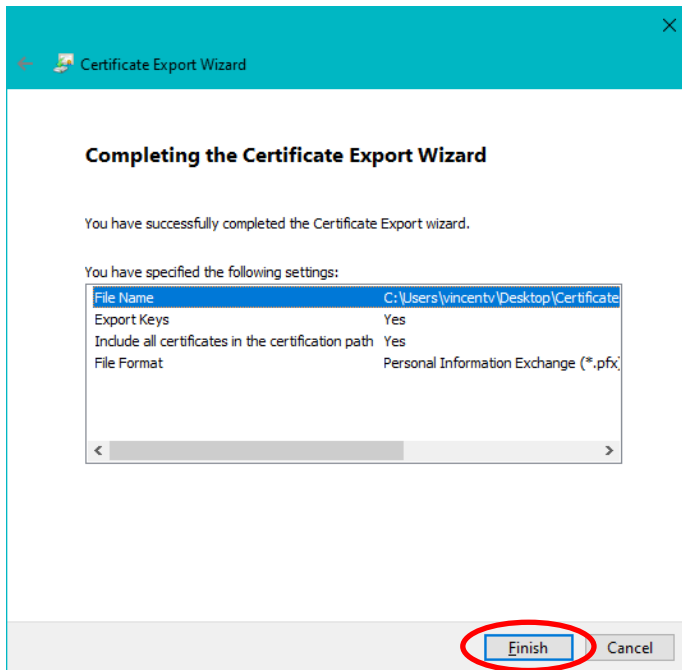 Certificate Export Wizard
Completing the Certificate Export Wizard
You have successfully completed the Certificate Export wizard.
You have specified the following settings:
File Name C:\Users\vincentv\Desktop\Certificate
Export Keys Yes
Include all certificates in the certification path Yes
File Format Personal Information Exchange (*.pfx)
Finish Cancel